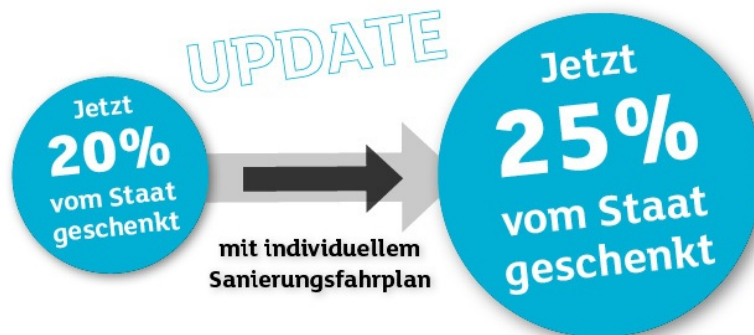 UPDATE
Jetzt
20%
vom Staat
geschenkt
mit individuellem
Sanierungsfahrplan
Jetzt
25%
vom Staat
geschenkt